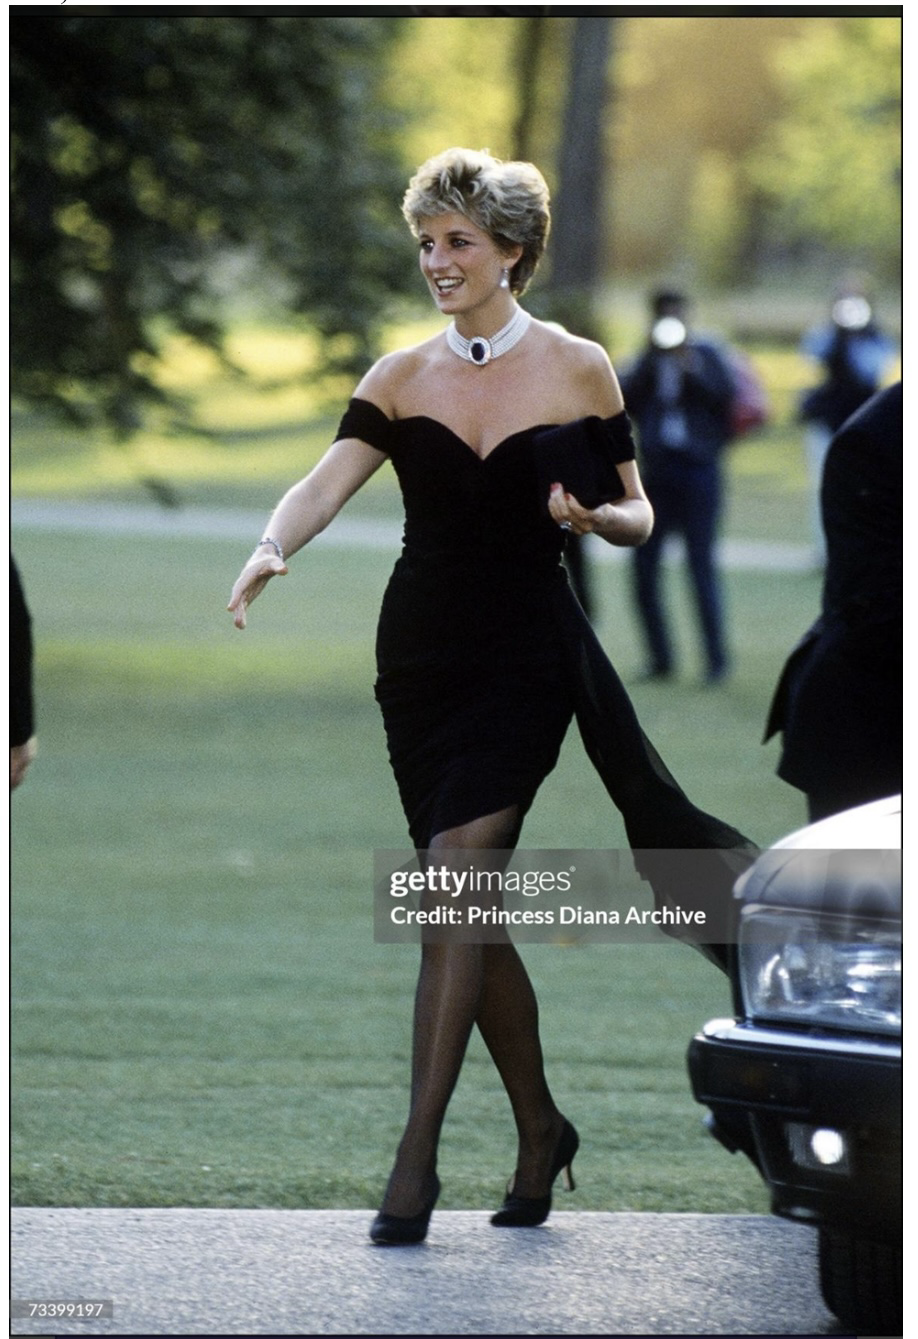 gettyimages®
Credit: Princess Diana Archive
73399197